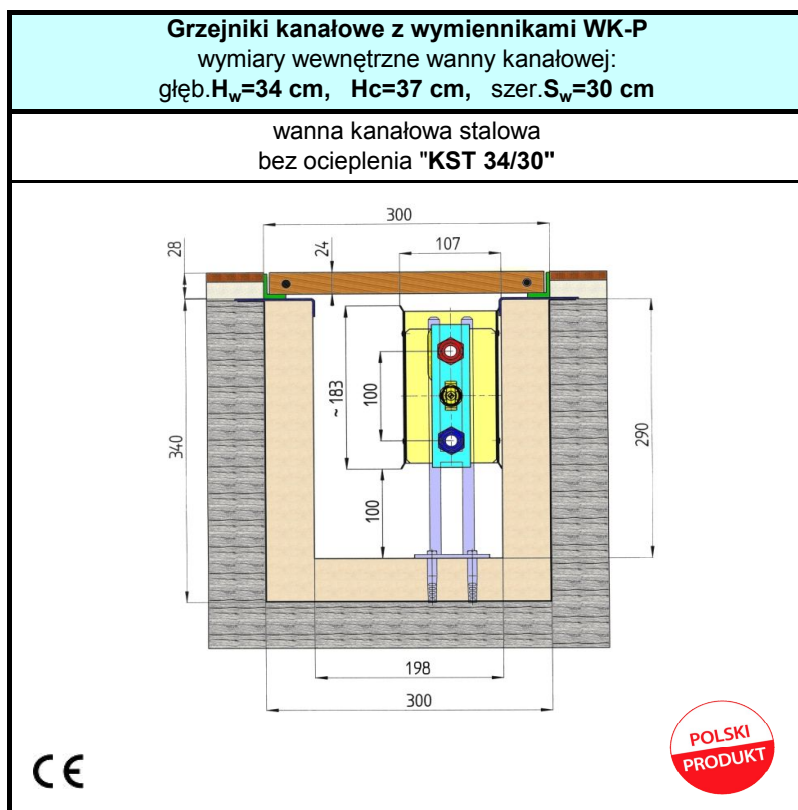 Grzejniki kanałowe z wymiennikami WK-P
wymiary wewnętrzne wanny kanałowej:
głęb.Hw=34 cm, Hc=37 cm, szer.Sw=30 cm
wanna kanałowa stalowa
bez ocieplenia "KST 34/30"
300
28
24
107
~183
100
340
290
100
198
300
CE
POLSKI
PRODUKT